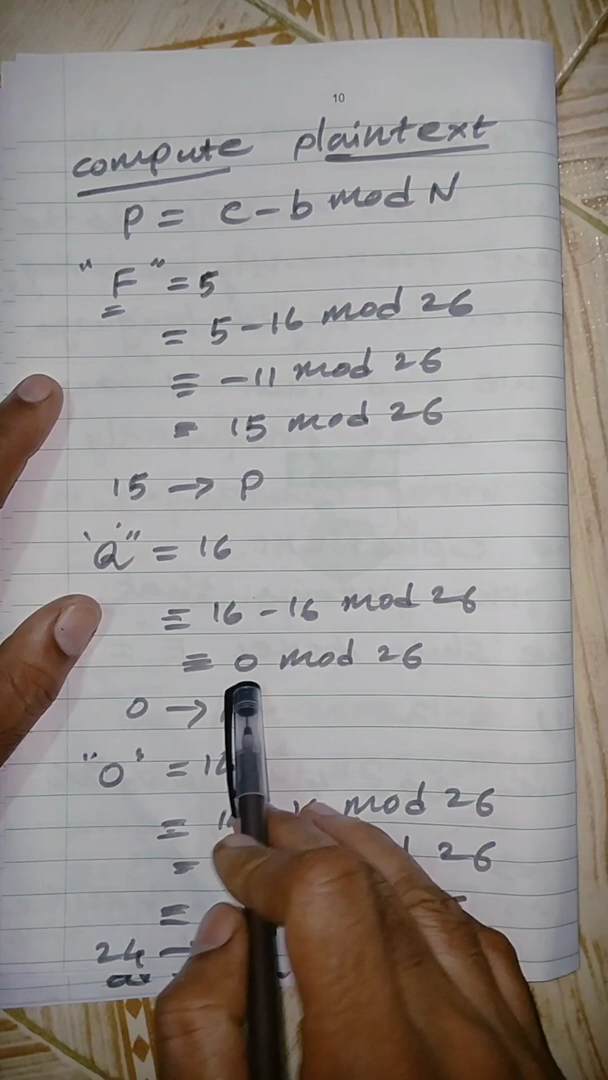 10
compute plaintext
P = C - b mod N
"F" = 5
= 5 - 16 mod 26
= -11 mod 26
= 15 mod 26
15 → P
"Q" = 16
= 16 - 16 mod 26
= 0 mod 26
0 →
"O" =
= mod 26
= 26
=
24 →